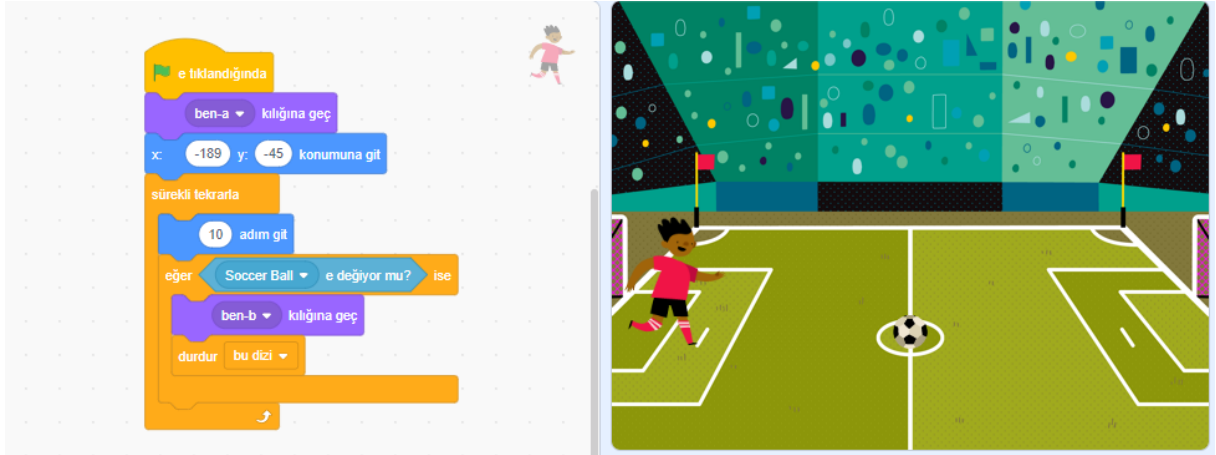 e tıklandığında
ben-a kılığına geç
x: -189 y: -45 konumuna git
sürekli tekrarla
10 adım git
eğer Soccer Ball e değiyor mu? ise
ben-b kılığına geç
durdur bu dizi